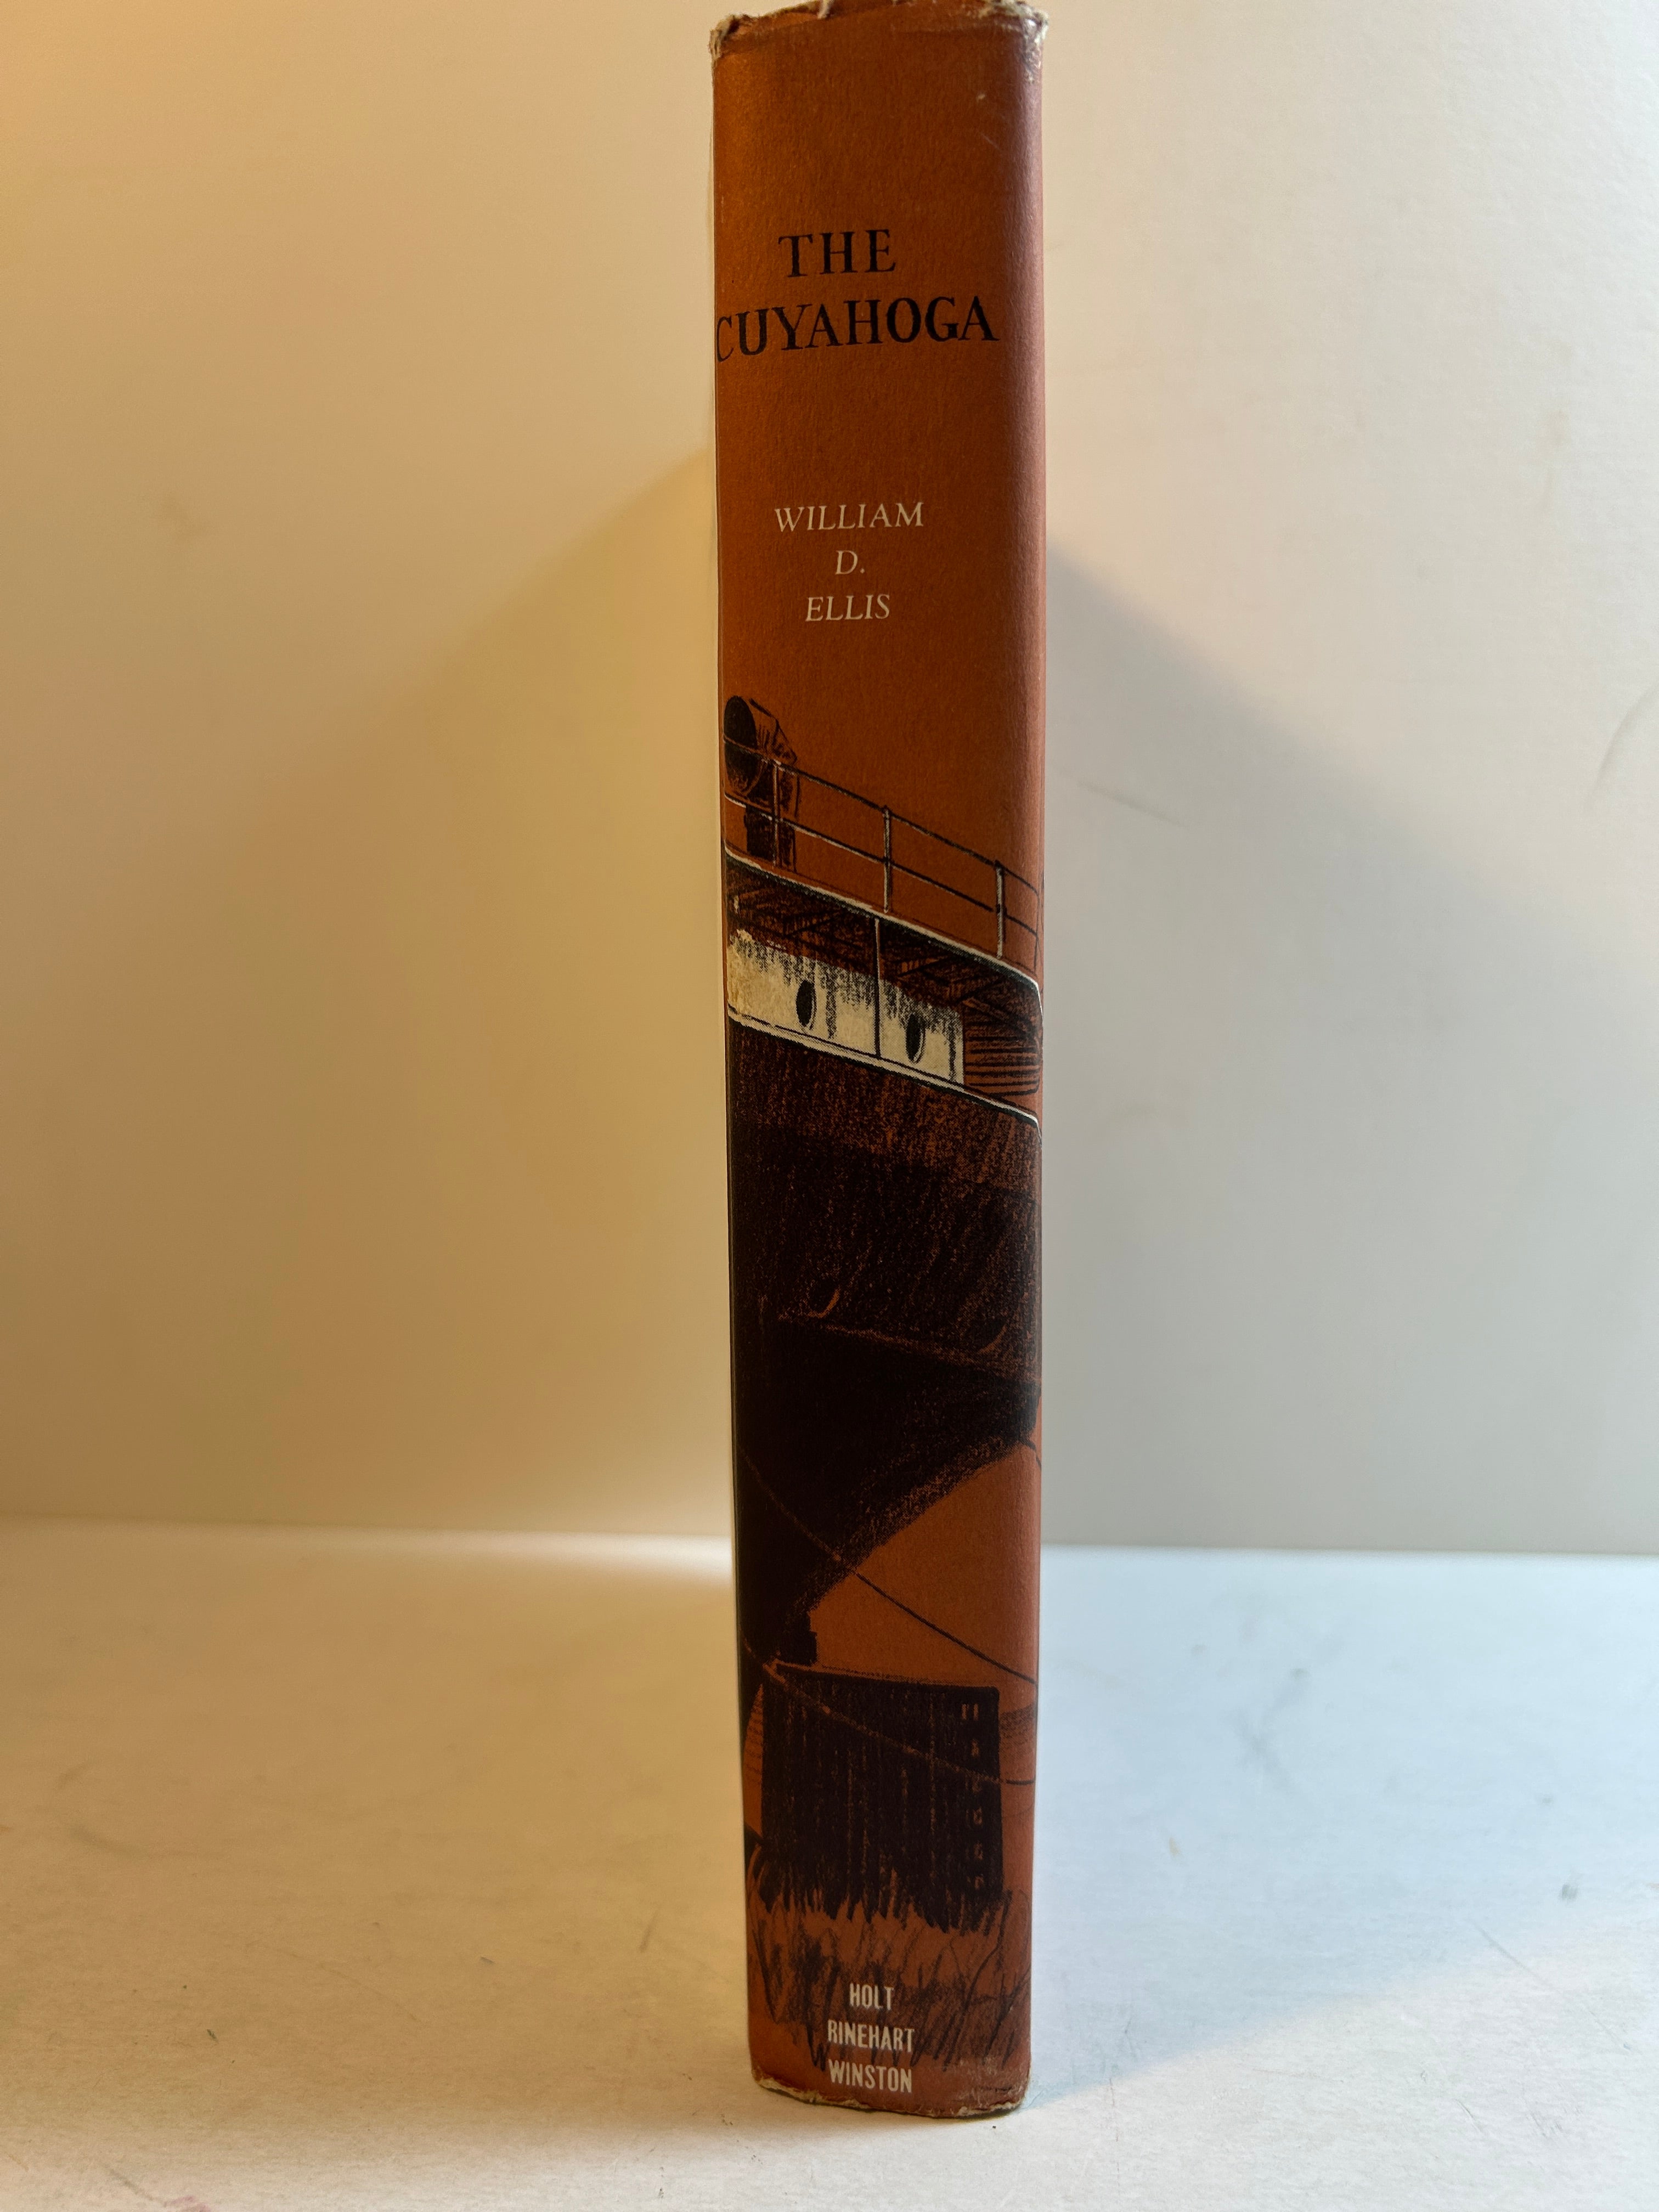 THE
CUYAHOGA
WILLIAM
D.
ELLIS
HOLT
RINEHART
WINSTON